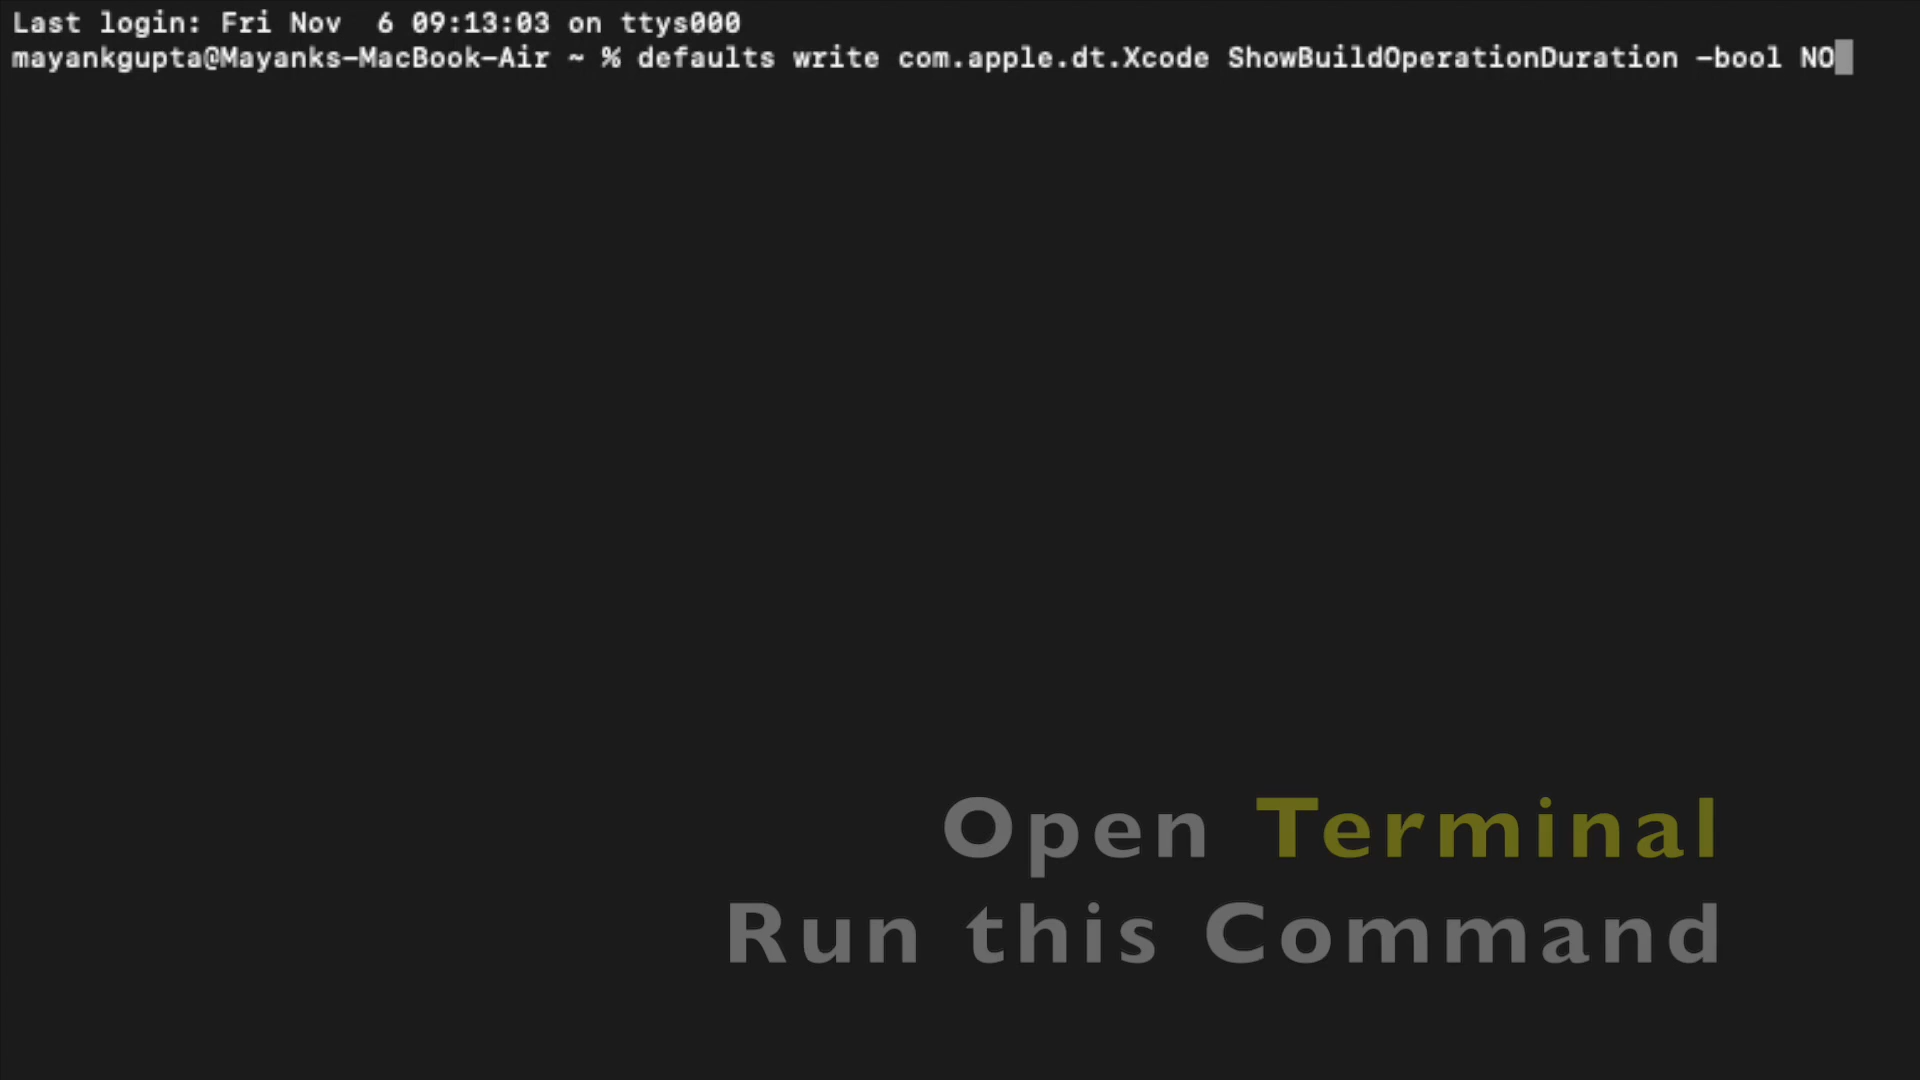 Last login: Fri Nov  6 09:13:03 on ttys000
mayankgupta@Mayanks-MacBook-Air ~ % defaults write com.apple.dt.Xcode ShowBuildOperationDuration -bool NO
Open Terminal
Run this Command